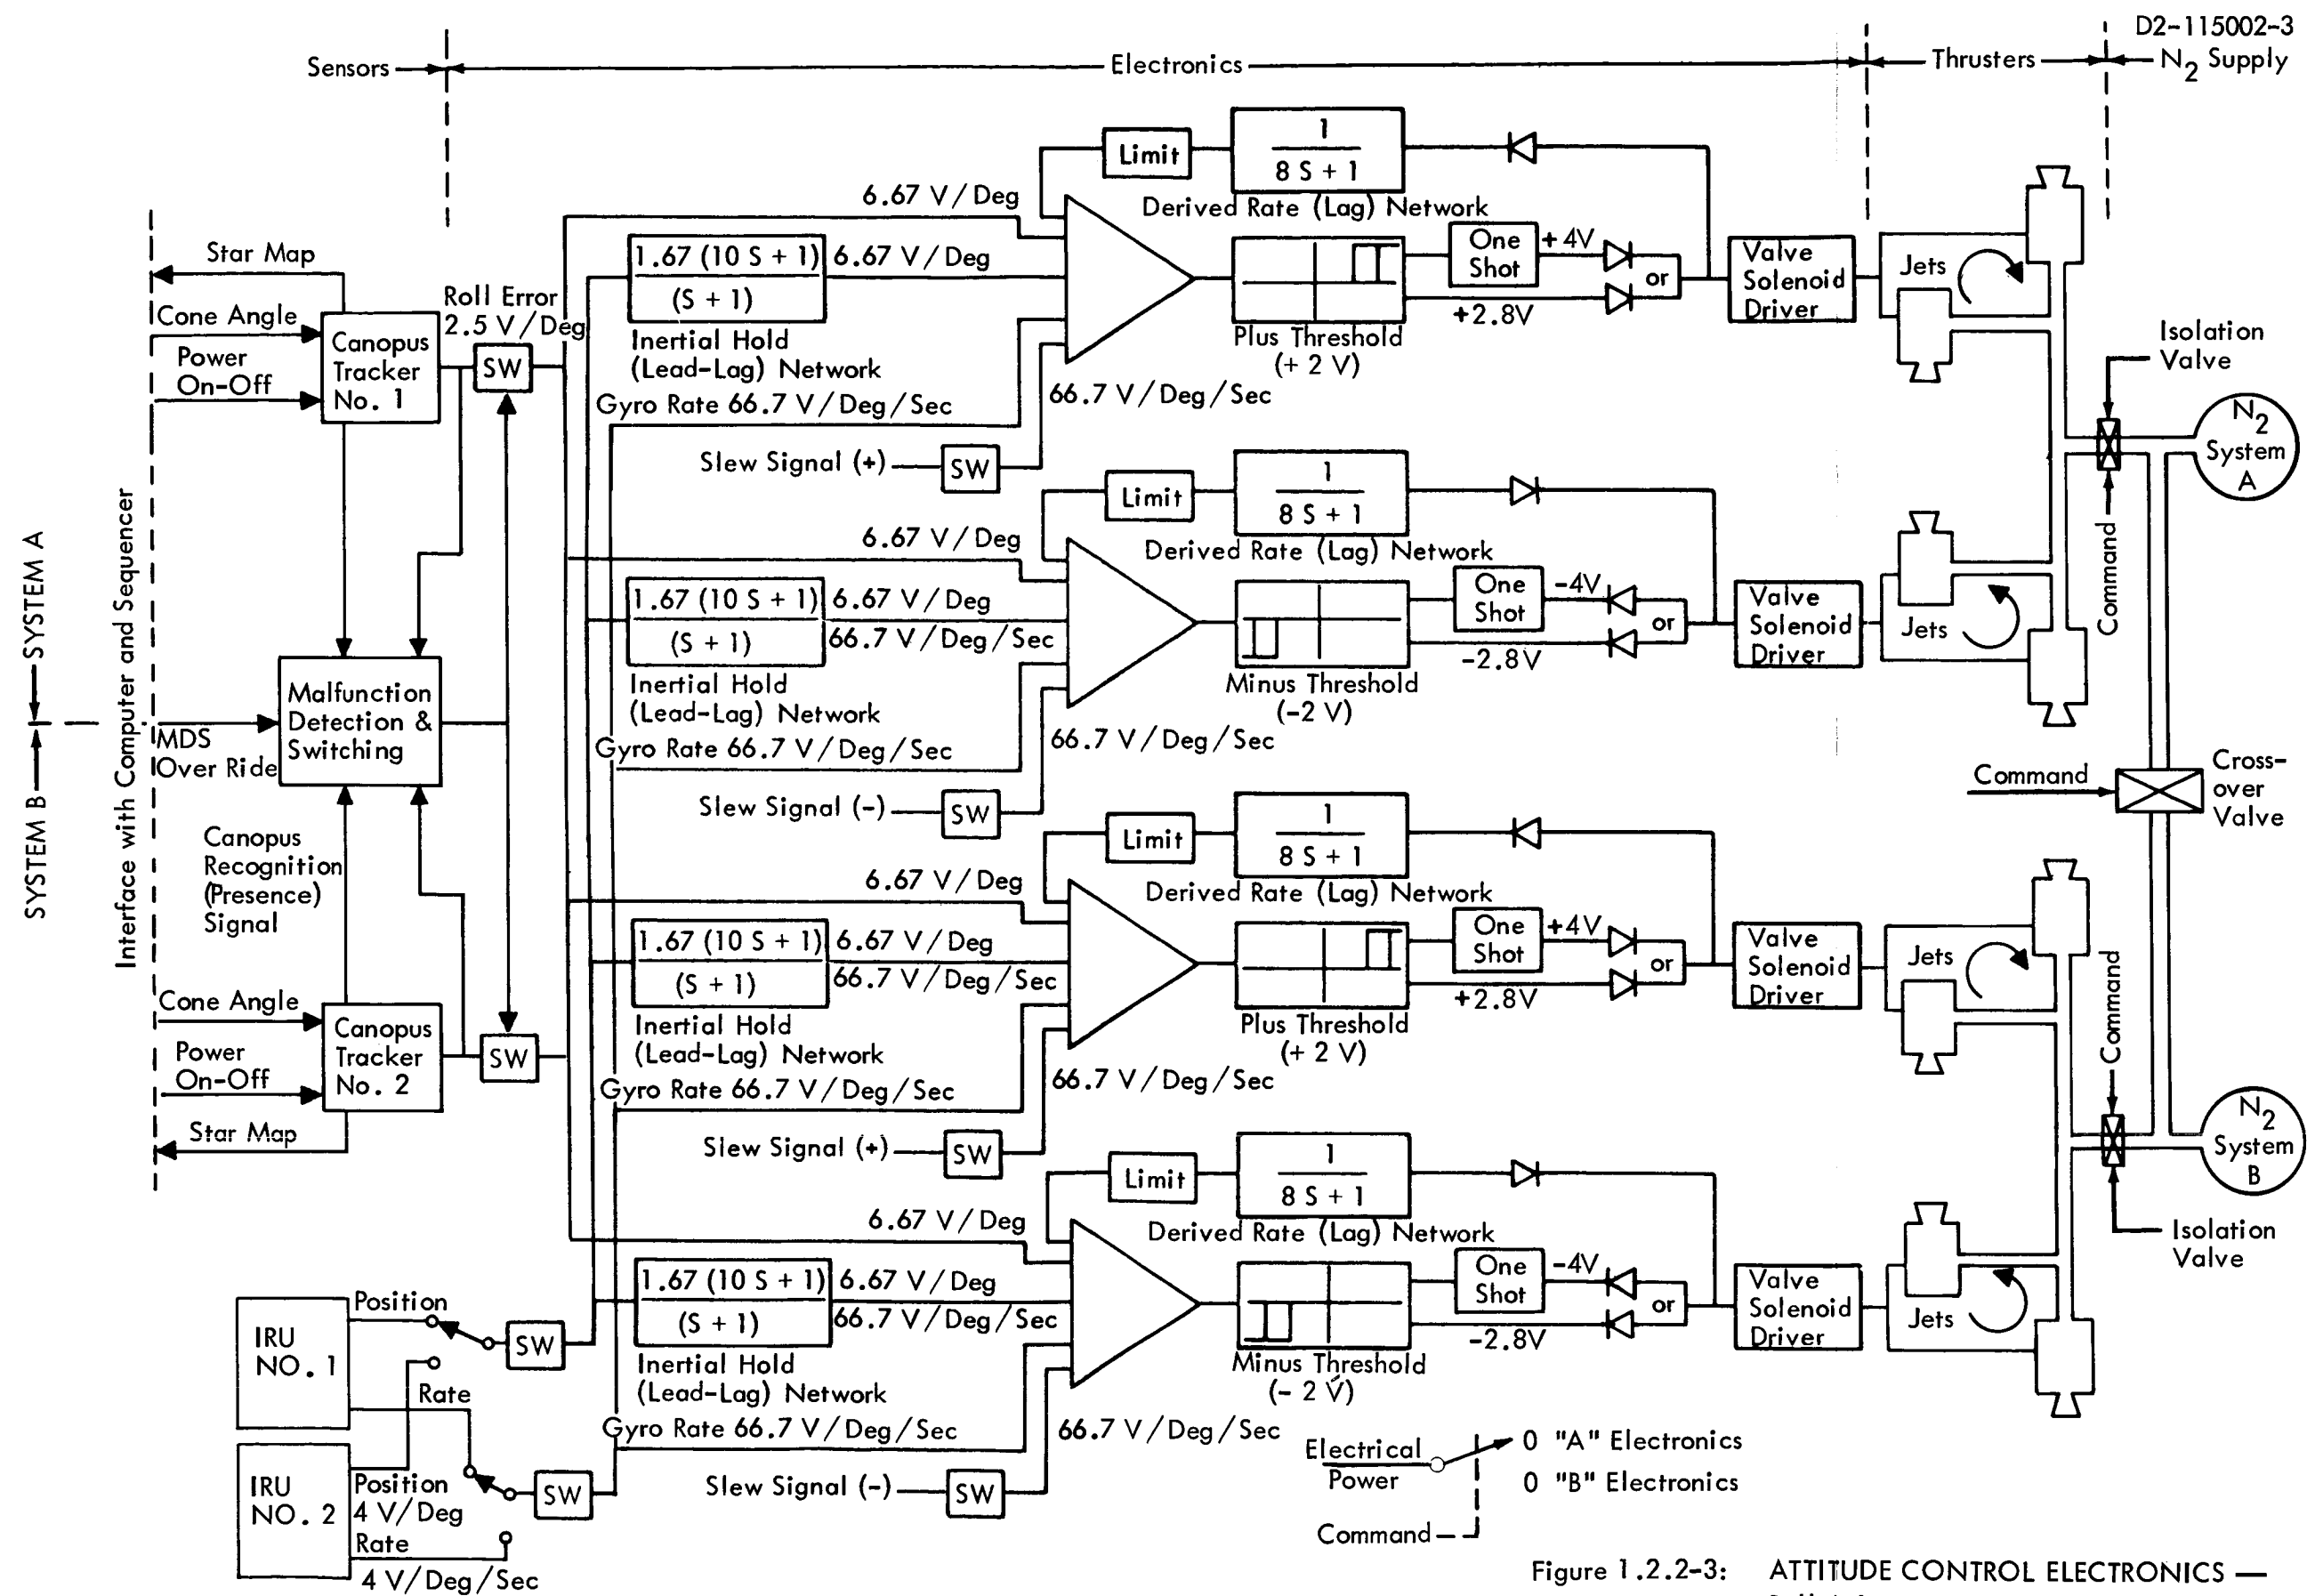 D2-115002-3
Sensors
Electronics
Thrusters
N2 Supply
Limit
1
8 S + 1
Derived Rate (Lag) Network
6.67 V/Deg
Star Map
Cone Angle
Power
On-Off
Canopus
Tracker
No. 1
Roll Error
2.5 V/Deg
SW
1.67 (10 S + 1)
(S + 1)
6.67 V/Deg
Inertial Hold
(Lead-Lag) Network
Gyro Rate 66.7 V/Deg/Sec
66.7 V/Deg/Sec
Slew Signal (+)
SW
Plus Threshold
(+ 2 V)
One
Shot
+4V
+2.8V
or
Valve
Solenoid
Driver
Jets
Isolation
Valve
N2
System
A
Command
Limit
1
8 S + 1
Derived Rate (Lag) Network
6.67 V/Deg
1.67 (10 S + 1)
(S + 1)
6.67 V/Deg
66.7 V/Deg/Sec
Inertial Hold
(Lead-Lag) Network
Gyro Rate 66.7 V/Deg/Sec
66.7 V/Deg/Sec
Slew Signal (-)
SW
Minus Threshold
(-2 V)
One
Shot
-4V
-2.8V
or
Valve
Solenoid
Driver
Jets
SYSTEM A
SYSTEM B
Interface with Computer and Sequencer
Malfunction
Detection &
Switching
MDS
Over Ride
Canopus
Recognition
(Presence)
Signal
Command
Cross-
over
Valve
Limit
1
8 S + 1
Derived Rate (Lag) Network
6.67 V/Deg
1.67 (10 S + 1)
(S + 1)
6.67 V/Deg
66.7 V/Deg/Sec
Inertial Hold
(Lead-Lag) Network
Gyro Rate 66.7 V/Deg/Sec
66.7 V/Deg/Sec
Slew Signal (+)
SW
Plus Threshold
(+ 2 V)
One
Shot
+4V
+2.8V
or
Valve
Solenoid
Driver
Jets
Command
Cone Angle
Power
On-Off
Star Map
Canopus
Tracker
No. 2
SW
N2
System
B
Isolation
Valve
Limit
1
8 S + 1
Derived Rate (Lag) Network
6.67 V/Deg
1.67 (10 S + 1)
(S + 1)
6.67 V/Deg
66.7 V/Deg/Sec
Inertial Hold
(Lead-Lag) Network
Gyro Rate 66.7 V/Deg/Sec
66.7 V/Deg/Sec
Slew Signal (-)
SW
Minus Threshold
(- 2 V)
One
Shot
-4V
-2.8V
or
Valve
Solenoid
Driver
Jets
IRU
NO. 1
Position
SW
Rate
IRU
NO. 2
Position
4 V/Deg
Rate
4 V/Deg/Sec
SW
Electrical
Power
Command
0 "A" Electronics
0 "B" Electronics
Figure 1.2.2-3: ATTITUDE CONTROL ELECTRONICS —